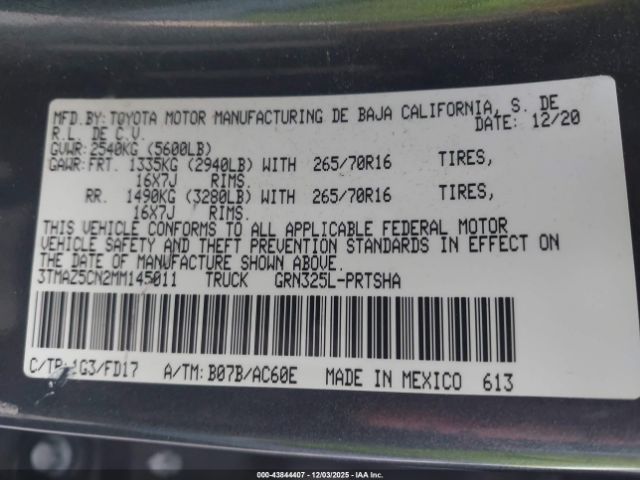 MFD.BY: TOYOTA MOTOR MANUFACTURING DE BAJA CALIFORNIA, S. DE
R.L. DE C.V. DATE: 12/20
GVWR: 2540KG (5600LB)
GAWR: FRT. 1335KG (2940LB) WITH 265/70R16 TIRES,
16X7J RIMS.
RR. 1490KG (3280LB) WITH 265/70R16 TIRES,
16X7J RIMS.
THIS VEHICLE CONFORMS TO ALL APPLICABLE FEDERAL MOTOR
VEHICLE SAFETY AND THEFT PREVENTION STANDARDS IN EFFECT ON
THE DATE OF MANUFACTURE SHOWN ABOVE.
3TMAZ5CN2MM145011 TRUCK GRN325L-PRTSHA
C/TR: 1G3/FD17 A/TM: B07B/AC60E MADE IN MEXICO 613
000-43844407 - 12/03/2025 - IAA Inc.